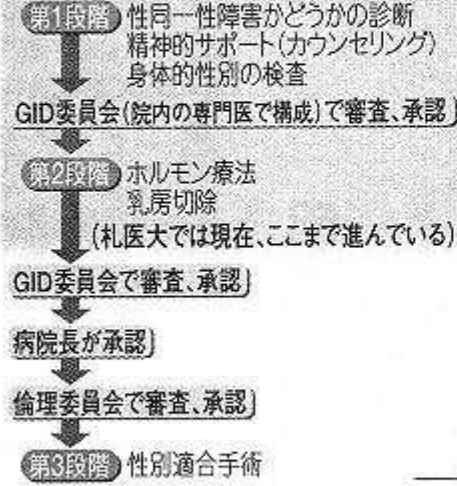 第1段階 性同一性障害かどうかの診断
精神的サポート(カウンセリング)
身体的性別の検査
GID委員会(院内の専門医で構成)で審査、承認
第2段階 ホルモン療法
乳房切除
(札医大では現在、ここまで進んでいる)
GID委員会で審査、承認
病院長が承認
倫理委員会で審査、承認
第3段階 性別適合手術